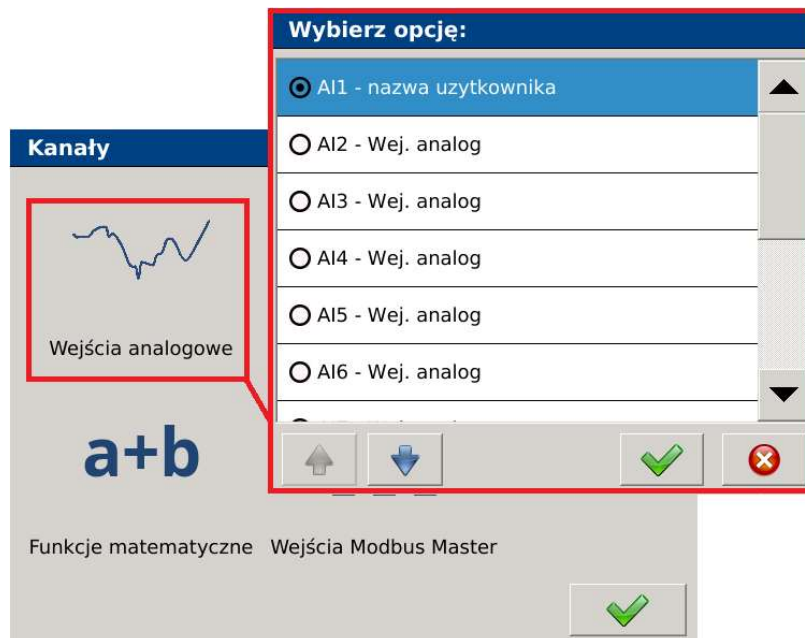 Wybierz opcję:
AI1 - nazwa uzytkownika
AI2 - Wej. analog
AI3 - Wej. analog
AI4 - Wej. analog
AI5 - Wej. analog
AI6 - Wej. analog
Kanały
Wejścia analogowe
a+b
Funkcje matematyczne
Wejścia Modbus Master